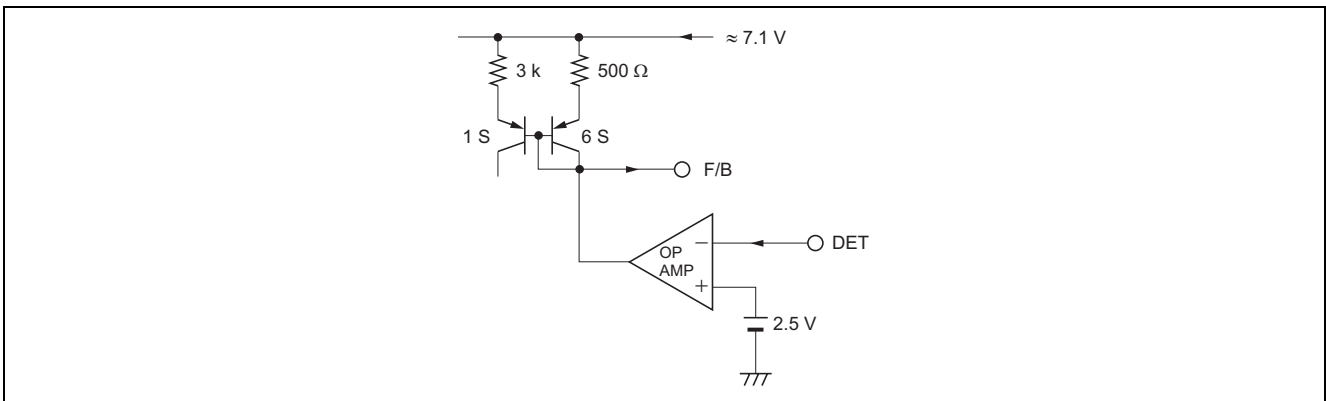 ≈ 7.1 V
3 k
500 Ω
1 S
6 S
F/B
OP
AMP
−
+
DET
2.5 V